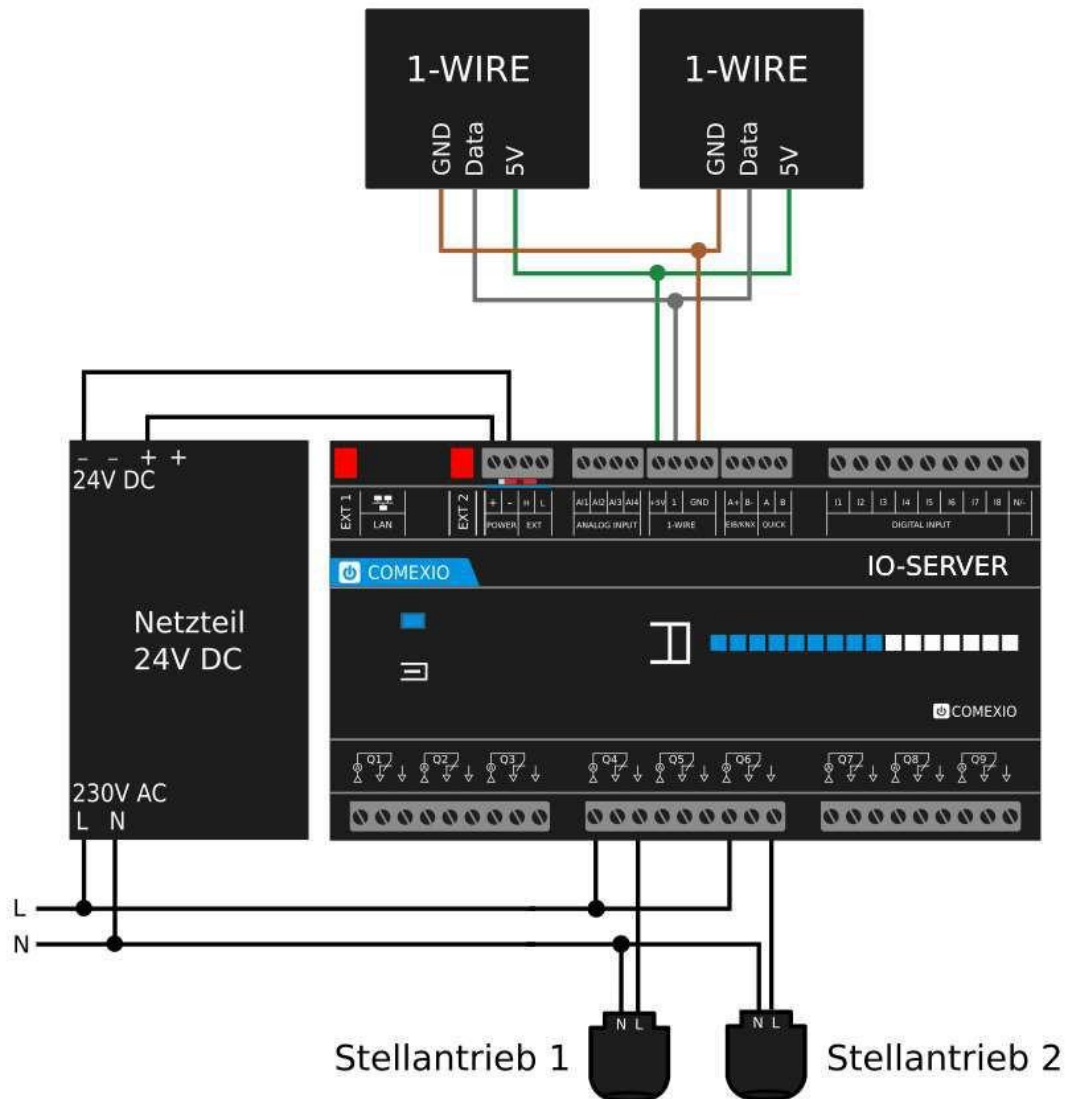 1-WIRE
GND Data 5V
1-WIRE
GND Data 5V
– – + +
24V DC
Netzteil
24V DC
230V AC
L N
EXT 1
LAN
EXT 2
+ – H L
POWER EXT
AI1 AI2 AI3 AI4
ANALOG INPUT
+5V 1 GND
1-WIRE
A+ B- A B
EIB/KNX QUICK
I1 I2 I3 I4 I5 I6 I7 I8 N/-
DIGITAL INPUT
COMEXIO
IO-SERVER
COMEXIO
Q1 Q2 Q3 Q4 Q5 Q6 Q7 Q8 Q9
L
N
N L
N L
Stellantrieb 1
Stellantrieb 2